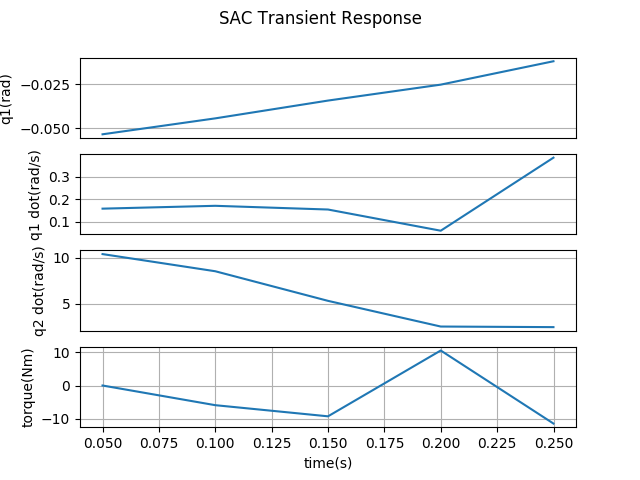 SAC Transient Response
q1(rad)
−0.025
−0.050
q1 dot(rad/s)
0.3
0.2
0.1
q2 dot(rad/s)
10
5
torque(Nm)
10
0
−10
0.050 0.075 0.100 0.125 0.150 0.175 0.200 0.225 0.250
time(s)